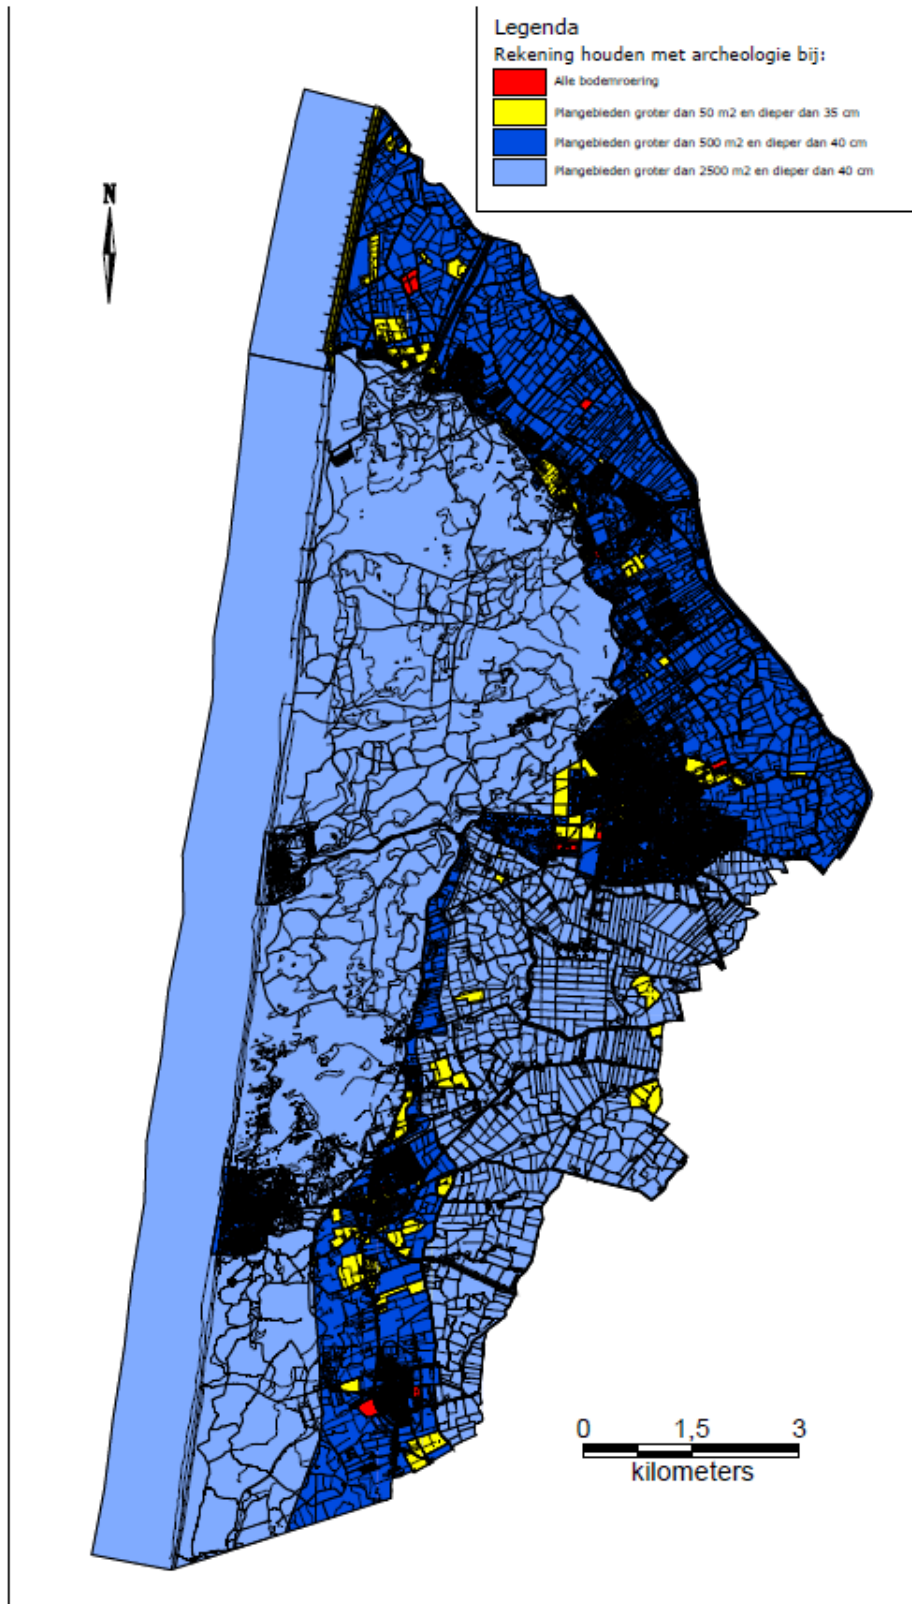 Legenda
Rekening houden met archeologie bij:
Alle bodemroering
Plangebieden groter dan 50 m2 en dieper dan 35 cm
Plangebieden groter dan 500 m2 en dieper dan 40 cm
Plangebieden groter dan 2500 m2 en dieper dan 40 cm
N
0 1,5 3
kilometers